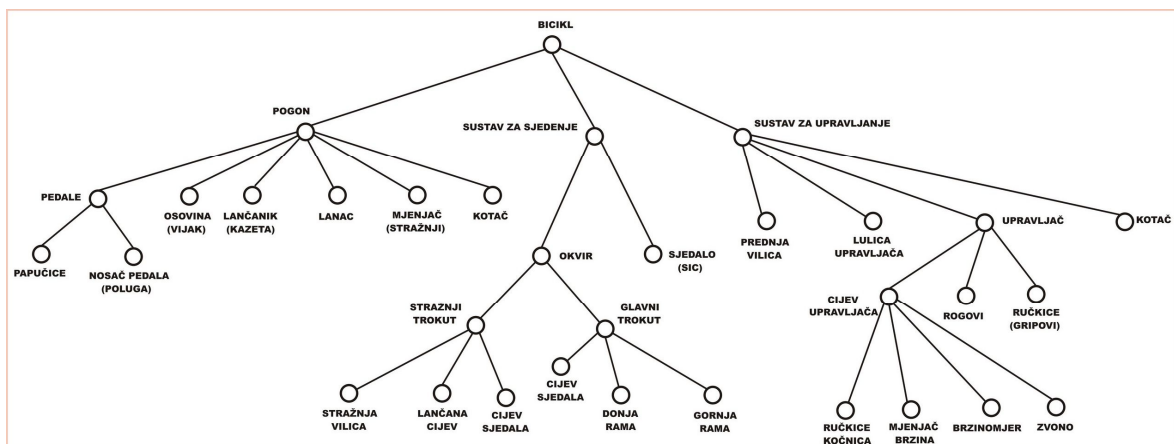 BICIKL
POGON
SUSTAV ZA SJEDENJE
SUSTAV ZA UPRAVLJANJE
PEDALE
OSOVINA
(VIJAK)
LANČANIK
(KAZETA)
LANAC
MJENJAČ
(STRAŽNJI)
KOTAČ
PREDNJA
VILICA
LULICA
UPRAVLJAČA
UPRAVLJAČ
KOTAČ
PAPUČICE
NOSAČ PEDALA
(POLUGA)
OKVIR
SJEDALO
(SIC)
STRAZNJI
TROKUT
GLAVNI
TROKUT
CIJEV
UPRAVLJAČA
ROGOVI
RUČKICE
(GRIPOVI)
STRAŽNJA
VILICA
LANČANA
CIJEV
CIJEV
SJEDALA
CIJEV
SJEDALA
DONJA
RAMA
GORNJA
RAMA
RUČKICE
KOČNICA
MJENJAČ
BRZINA
BRZINOMJER
ZVONO